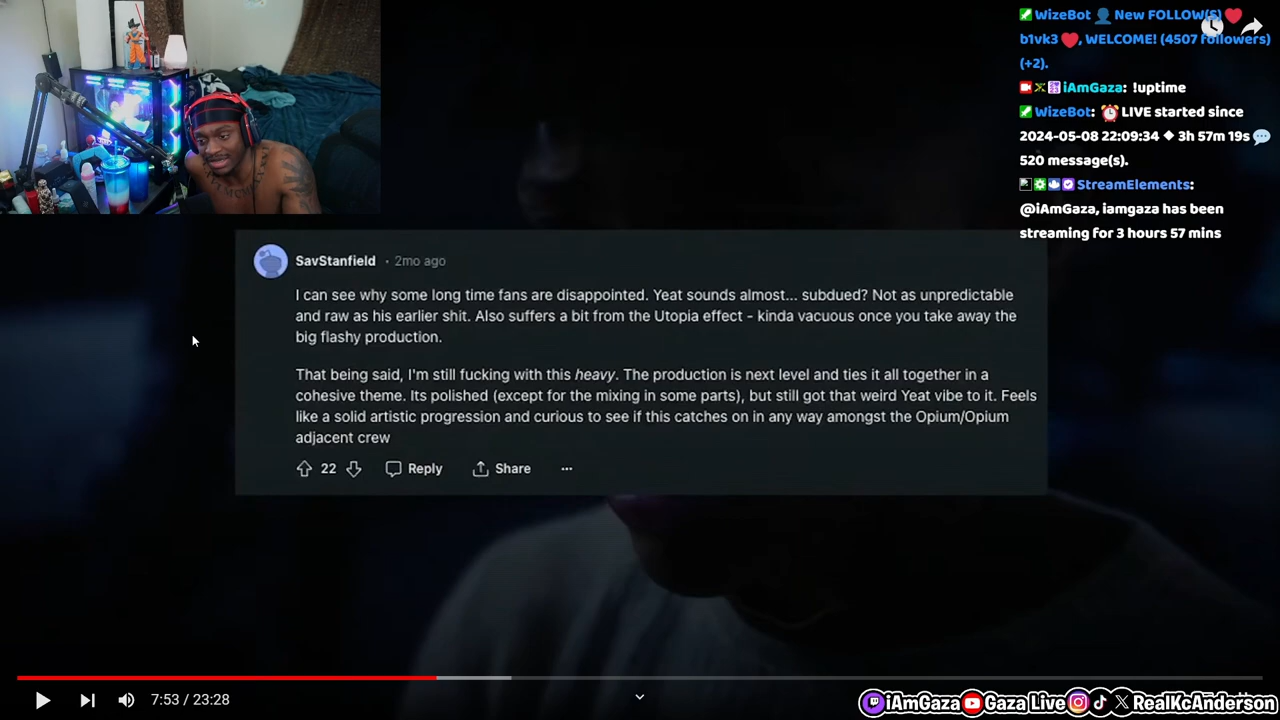 WizeBot New FOLLOW(S)
b1vk3, WELCOME! (4507 followers)
(+2).
iAmGaza: !uptime
WizeBot: LIVE started since
2024-05-08 22:09:34 ◆ 3h 57m 19s
520 message(s).
StreamElements:
@iAmGaza, iamgaza has been
streaming for 3 hours 57 mins
SavStanfield · 2mo ago
I can see why some long time fans are disappointed. Yeat sounds almost... subdued? Not as unpredictable
and raw as his earlier shit. Also suffers a bit from the Utopia effect - kinda vacuous once you take away the
big flashy production.
That being said, I'm still fucking with this heavy. The production is next level and ties it all together in a
cohesive theme. Its polished (except for the mixing in some parts), but still got that weird Yeat vibe to it. Feels
like a solid artistic progression and curious to see if this catches on in any way amongst the Opium/Opium
adjacent crew
22 Reply Share ...
7:53 / 23:28
iAmGaza Gaza Live RealKcAnderson